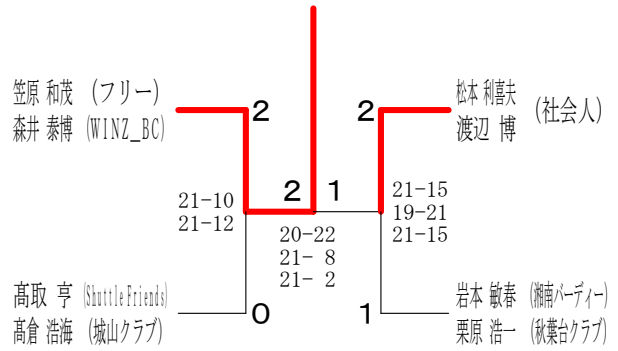 笠原 和茂 (フリー)
森井 泰博 (WINZ_BC)
2
21-10
21-12
髙取 亨 (Shuttle Friends)
髙倉 浩海 (城山クラブ)
0
2 1
20-22
21- 8
21- 2
松本 利喜夫
渡辺 博
(社会人)
2
21-15
19-21
21-15
岩本 敏春 (湘南バーディー)
栗原 浩一 (秋葉台クラブ)
1